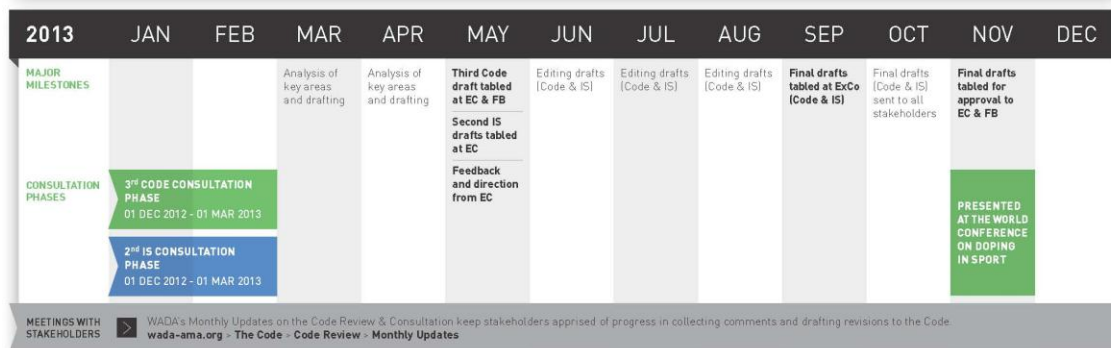 2013 JAN FEB MAR APR MAY JUN JUL AUG SEP OCT NOV DEC
MAJOR
MILESTONES
Analysis of
key areas
and drafting
Analysis of
key areas
and drafting
Third Code
draft tabled
at EC & FB
Second IS
drafts tabled
at EC
Feedback
and direction
from EC
Editing drafts
(Code & IS)
Editing drafts
(Code & IS)
Editing drafts
(Code & IS)
Final drafts
tabled at ExCo
(Code & IS)
Final drafts
(Code & IS)
sent to all
stakeholders
Final drafts
tabled for
approval to
EC & FB
CONSULTATION
PHASES
3rd CODE CONSULTATION
PHASE
01 DEC 2012 - 01 MAR 2013
2nd IS CONSULTATION
PHASE
01 DEC 2012 - 01 MAR 2013
PRESENTED
AT THE WORLD
CONFERENCE
ON DOPING
IN SPORT
MEETINGS WITH
STAKEHOLDERS
WADA's Monthly Updates on the Code Review & Consultation keep stakeholders apprised of progress in collecting comments and drafting revisions to the Code
wada-ama.org > The Code > Code Review > Monthly Updates